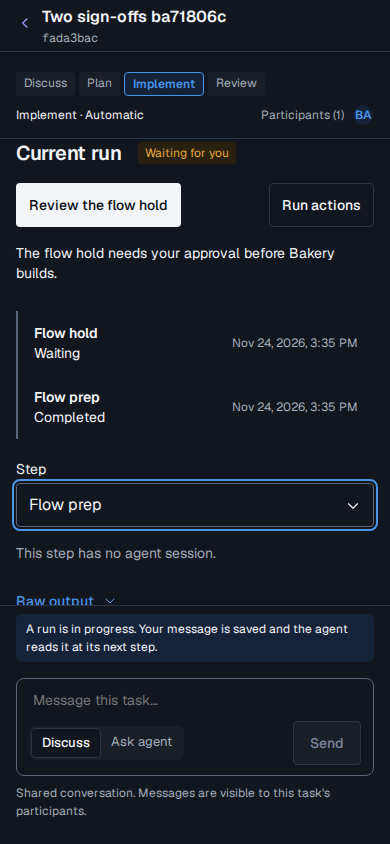 Two sign-offs ba71806c
fada3bac
Discuss
Plan
Implement
Review
Implement · Automatic
Participants (1)
BA
Current run
Waiting for you
Review the flow hold
Run actions
The flow hold needs your approval before Bakery
builds.
Flow hold
Waiting
Nov 24, 2026, 3:35 PM
Flow prep
Completed
Nov 24, 2026, 3:35 PM
Step
Flow prep
This step has no agent session.
Raw output
A run is in progress. Your message is saved and the agent
reads it at its next step.
Message this task...
Discuss
Ask agent
Send
Shared conversation. Messages are visible to this task's
participants.